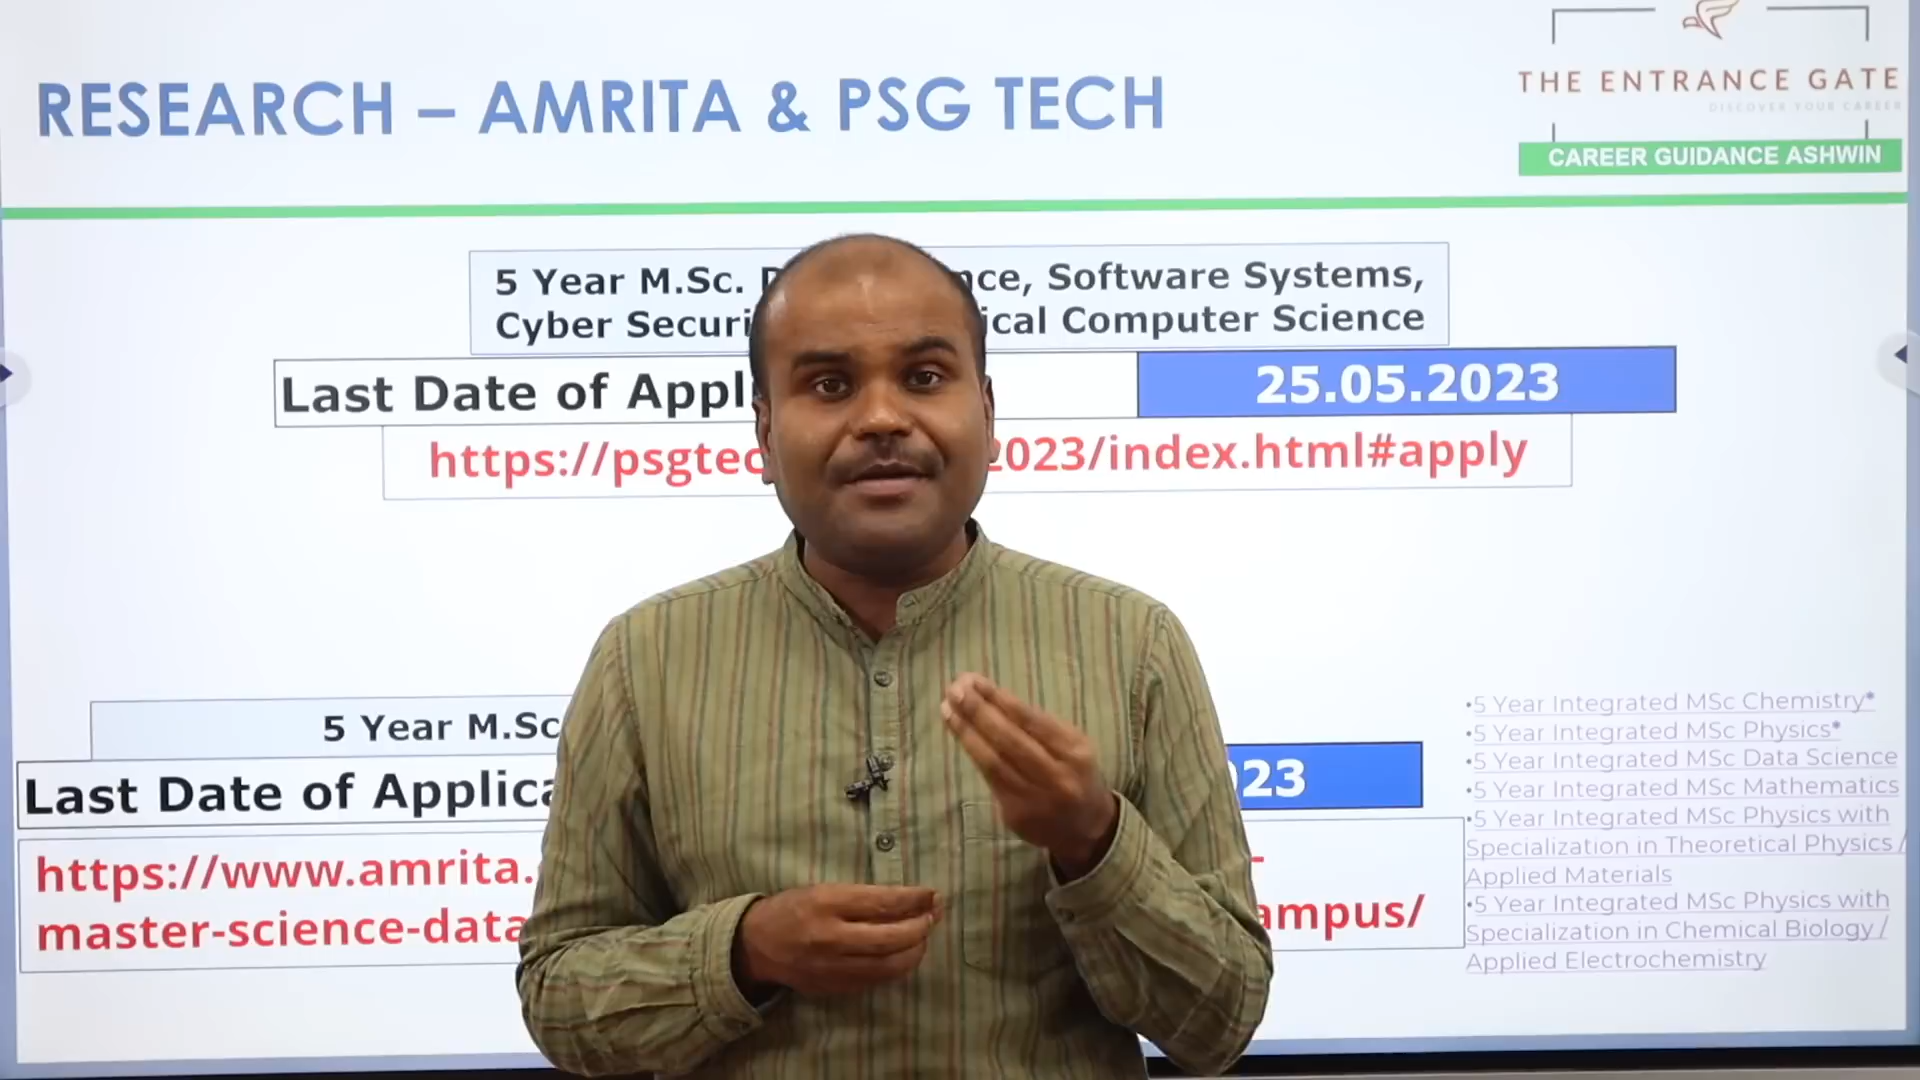 RESEARCH – AMRITA & PSG TECH
THE ENTRANCE GATE
DISCOVER YOUR CAREER
CAREER GUIDANCE ASHWIN
5 Year M.Sc. nce, Software Systems,
Cyber Securi ical Computer Science
Last Date of Appl 25.05.2023
https://psgtec 2023/index.html#apply
5 Year M.Sc
Last Date of Applica 23
https://www.amrita. -
master-science-data ampus/
•5 Year Integrated MSc Chemistry*
•5 Year Integrated MSc Physics*
•5 Year Integrated MSc Data Science
•5 Year Integrated MSc Mathematics
•5 Year Integrated MSc Physics with
Specialization in Theoretical Physics /
Applied Materials
•5 Year Integrated MSc Physics with
Specialization in Chemical Biology /
Applied Electrochemistry